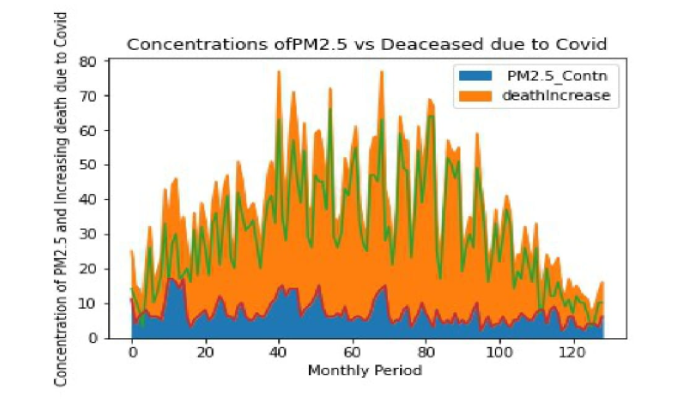 Concentrations ofPM2.5 vs Deaceased due to Covid
Concentration of PM2.5 and Increasing death due to Covid
80
70
60
50
40
30
20
10
0
PM2.5_Contn
deathIncrease
0 20 40 60 80 100 120
Monthly Period